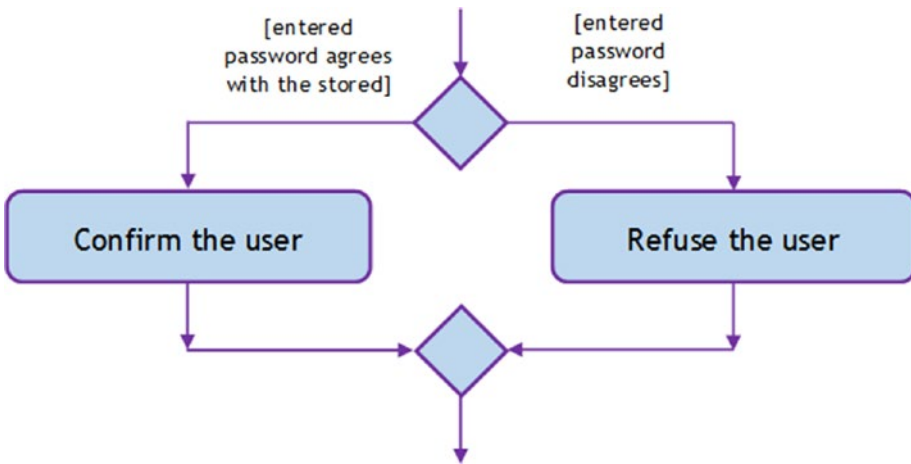 [entered
password agrees
with the stored]
[entered
password
disagrees]
Confirm the user
Refuse the user